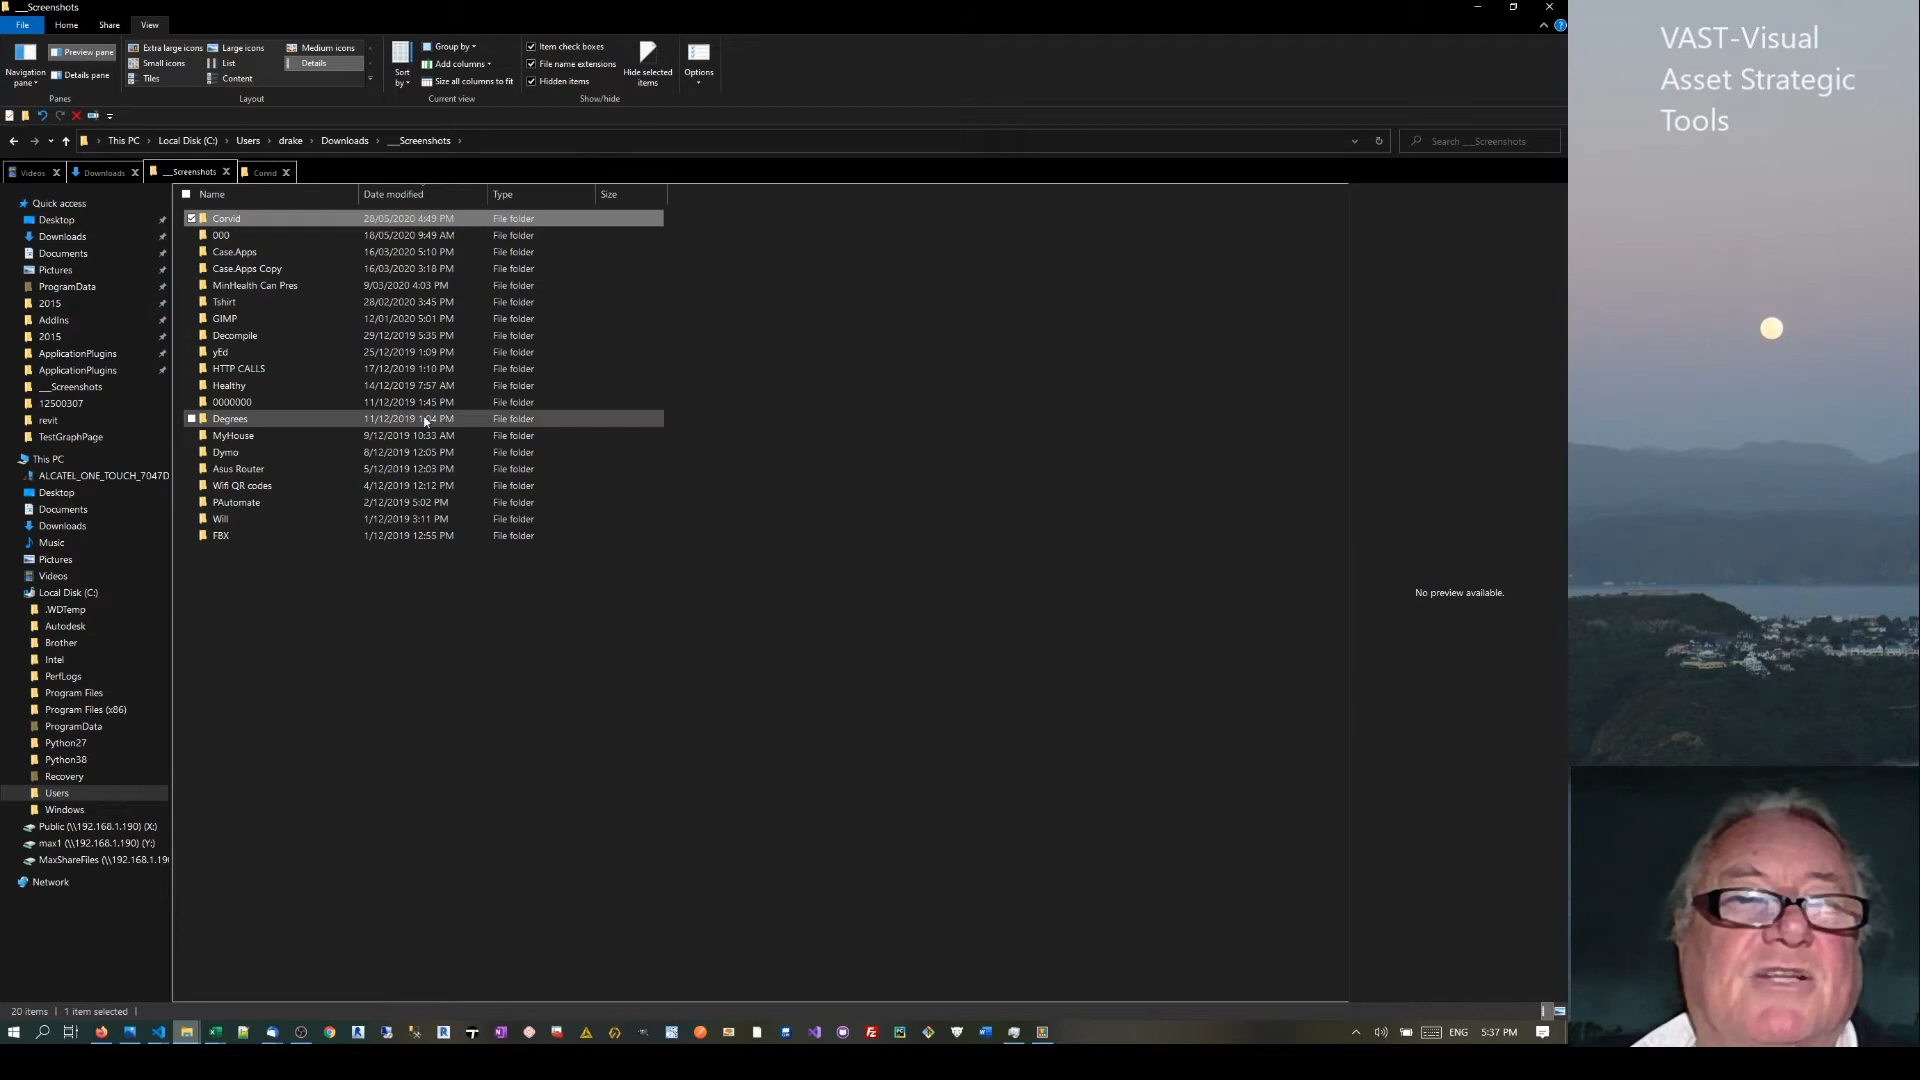 ___Screenshots
File Home Share View
Navigation pane
Preview pane
Details pane
Panes
Extra large icons Large icons Medium icons
Small icons List Details
Tiles Content
Layout
Sort by
Group by
Add columns
Size all columns to fit
Current view
Item check boxes
File name extensions
Hidden items
Hide selected items
Show/hide
Options
This PC Local Disk (C:) Users drake Downloads ___Screenshots
Search ___Screenshots
Videos Downloads ___Screenshots Corvid
Quick access
Desktop
Downloads
Documents
Pictures
ProgramData
2015
AddIns
2015
ApplicationPlugins
ApplicationPlugins
___Screenshots
12500307
revit
TestGraphPage
This PC
ALCATEL_ONE_TOUCH_7047D
Desktop
Documents
Downloads
Music
Pictures
Videos
Local Disk (C:)
.WDTemp
Autodesk
Brother
Intel
PerfLogs
Program Files
Program Files (x86)
ProgramData
Python27
Python38
Recovery
Users
Windows
Public (\\192.168.1.190) (X:)
max1 (\\192.168.1.190) (Y:)
MaxShareFiles (\\192.168.1.19
Network
Name Date modified Type Size
Corvid 28/05/2020 4:49 PM File folder
000 18/05/2020 9:49 AM File folder
Case.Apps 16/03/2020 5:10 PM File folder
Case.Apps Copy 16/03/2020 3:18 PM File folder
MinHealth Can Pres 9/03/2020 4:03 PM File folder
Tshirt 28/02/2020 3:45 PM File folder
GIMP 12/01/2020 5:01 PM File folder
Decompile 29/12/2019 5:35 PM File folder
yEd 25/12/2019 1:09 PM File folder
HTTP CALLS 17/12/2019 1:10 PM File folder
Healthy 14/12/2019 7:57 AM File folder
0000000 11/12/2019 1:45 PM File folder
Degrees 11/12/2019 1:04 PM File folder
MyHouse 9/12/2019 10:33 AM File folder
Dymo 8/12/2019 12:05 PM File folder
Asus Router 5/12/2019 12:03 PM File folder
Wifi QR codes 4/12/2019 12:12 PM File folder
PAutomate 2/12/2019 5:02 PM File folder
Will 1/12/2019 3:11 PM File folder
FBX 1/12/2019 12:55 PM File folder
No preview available.
20 items 1 item selected
ENG 5:37 PM
VAST-Visual
Asset Strategic
Tools